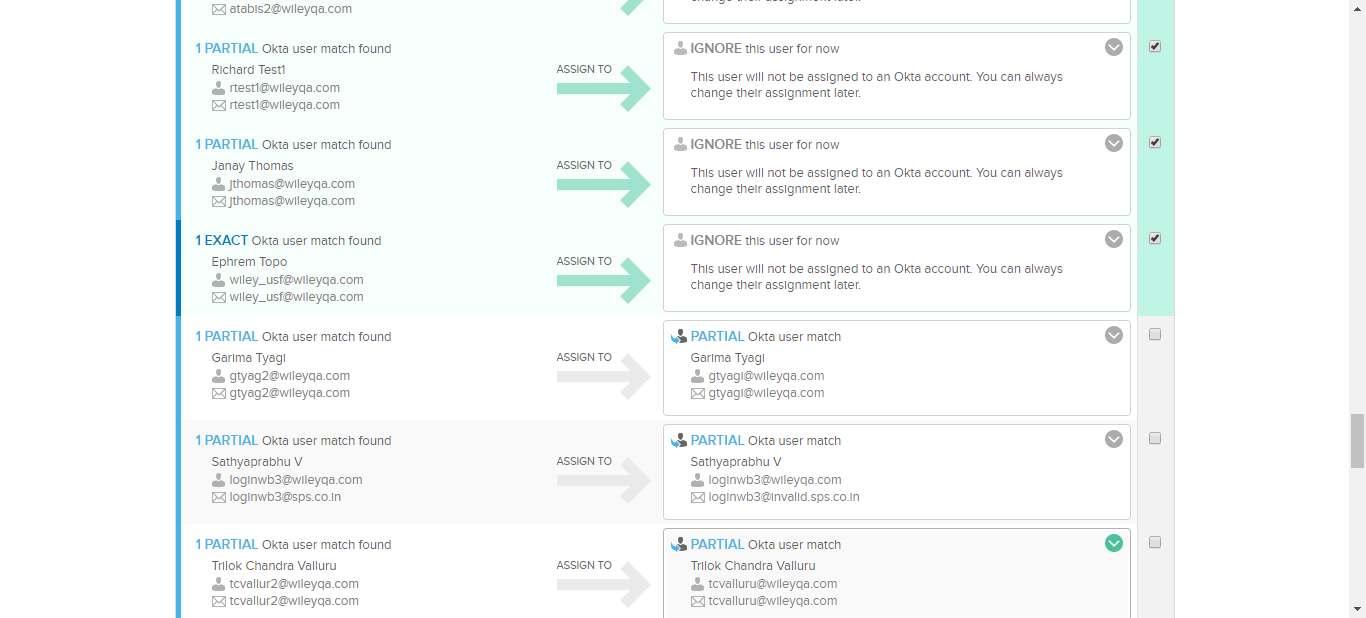 atabis2@wileyqa.com
change their assignment later.
1 PARTIAL Okta user match found
Richard Test1
rtest1@wileyqa.com
rtest1@wileyqa.com
ASSIGN TO
IGNORE this user for now
This user will not be assigned to an Okta account. You can always
change their assignment later.
1 PARTIAL Okta user match found
Janay Thomas
jthomas@wileyqa.com
jthomas@wileyqa.com
ASSIGN TO
IGNORE this user for now
This user will not be assigned to an Okta account. You can always
change their assignment later.
1 EXACT Okta user match found
Ephrem Topo
wiley_usf@wileyqa.com
wiley_usf@wileyqa.com
ASSIGN TO
IGNORE this user for now
This user will not be assigned to an Okta account. You can always
change their assignment later.
1 PARTIAL Okta user match found
Garima Tyagi
gtyag2@wileyqa.com
gtyag2@wileyqa.com
ASSIGN TO
PARTIAL Okta user match
Garima Tyagi
gtyagi@wileyqa.com
gtyagi@wileyqa.com
1 PARTIAL Okta user match found
Sathyaprabhu V
loginwb3@wileyqa.com
loginwb3@sps.co.in
ASSIGN TO
PARTIAL Okta user match
Sathyaprabhu V
loginwb3@wileyqa.com
loginwb3@invalid.sps.co.in
1 PARTIAL Okta user match found
Trilok Chandra Valluru
tcvallur2@wileyqa.com
tcvallur2@wileyqa.com
ASSIGN TO
PARTIAL Okta user match
Trilok Chandra Valluru
tcvalluru@wileyqa.com
tcvalluru@wileyqa.com